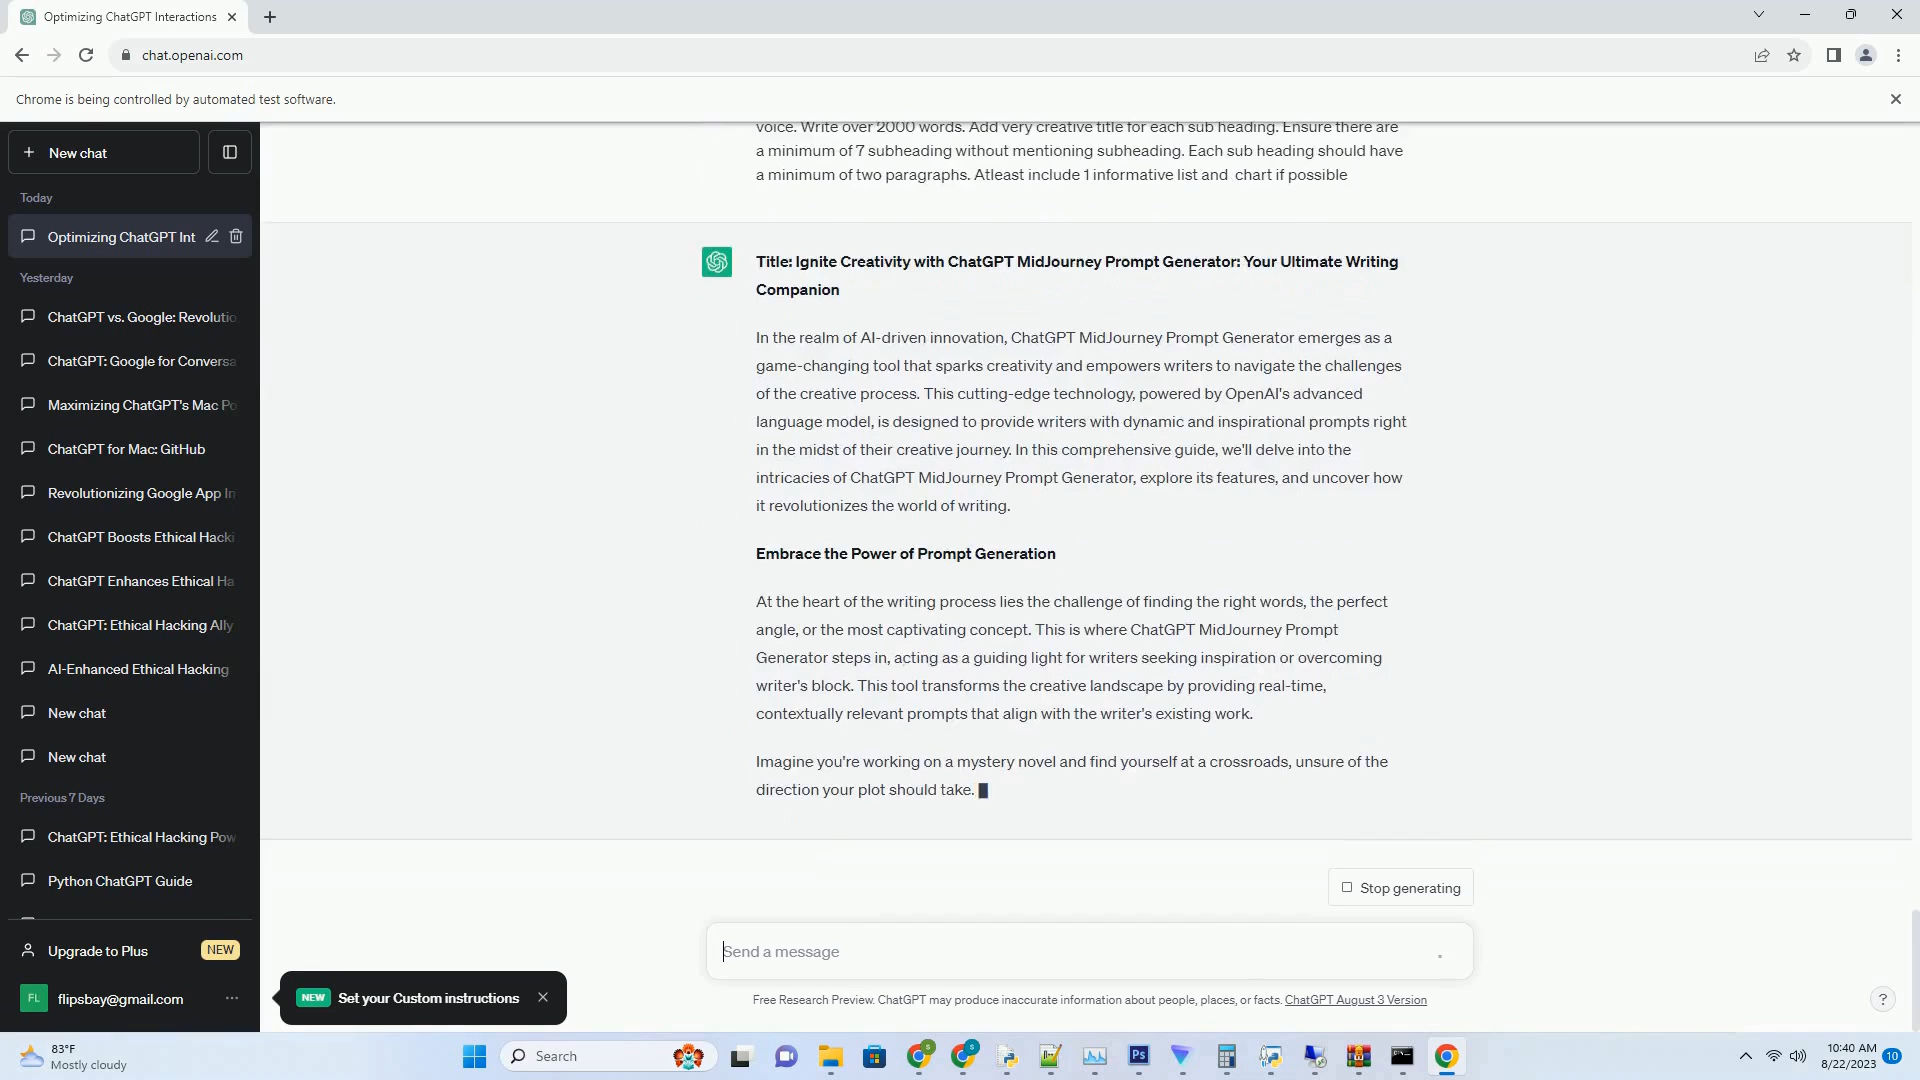 Optimizing ChatGPT Interactions
chat.openai.com
Chrome is being controlled by automated test software.
New chat
Today
Optimizing ChatGPT Int
Yesterday
ChatGPT vs. Google: Revolutio
ChatGPT: Google for Conversa
Maximizing ChatGPT's Mac Po
ChatGPT for Mac: GitHub
Revolutionizing Google App In
ChatGPT Boosts Ethical Hacki
ChatGPT Enhances Ethical Ha
ChatGPT: Ethical Hacking Ally
AI-Enhanced Ethical Hacking
New chat
New chat
Previous 7 Days
ChatGPT: Ethical Hacking Pow
Python ChatGPT Guide
Upgrade to Plus NEW
FL flipsbay@gmail.com
voice. Write over 2000 words. Add very creative title for each sub heading. Ensure there are
a minimum of 7 subheading without mentioning subheading. Each sub heading should have
a minimum of two paragraphs. Atleast include 1 informative list and chart if possible
Title: Ignite Creativity with ChatGPT MidJourney Prompt Generator: Your Ultimate Writing
Companion
In the realm of AI-driven innovation, ChatGPT MidJourney Prompt Generator emerges as a
game-changing tool that sparks creativity and empowers writers to navigate the challenges
of the creative process. This cutting-edge technology, powered by OpenAI's advanced
language model, is designed to provide writers with dynamic and inspirational prompts right
in the midst of their creative journey. In this comprehensive guide, we'll delve into the
intricacies of ChatGPT MidJourney Prompt Generator, explore its features, and uncover how
it revolutionizes the world of writing.
Embrace the Power of Prompt Generation
At the heart of the writing process lies the challenge of finding the right words, the perfect
angle, or the most captivating concept. This is where ChatGPT MidJourney Prompt
Generator steps in, acting as a guiding light for writers seeking inspiration or overcoming
writer's block. This tool transforms the creative landscape by providing real-time,
contextually relevant prompts that align with the writer's existing work.
Imagine you're working on a mystery novel and find yourself at a crossroads, unsure of the
direction your plot should take.
Stop generating
Send a message
NEW Set your Custom instructions
Free Research Preview. ChatGPT may produce inaccurate information about people, places, or facts. ChatGPT August 3 Version
?
83°F
Mostly cloudy
Search
Ps
10:40 AM
8/22/2023
10